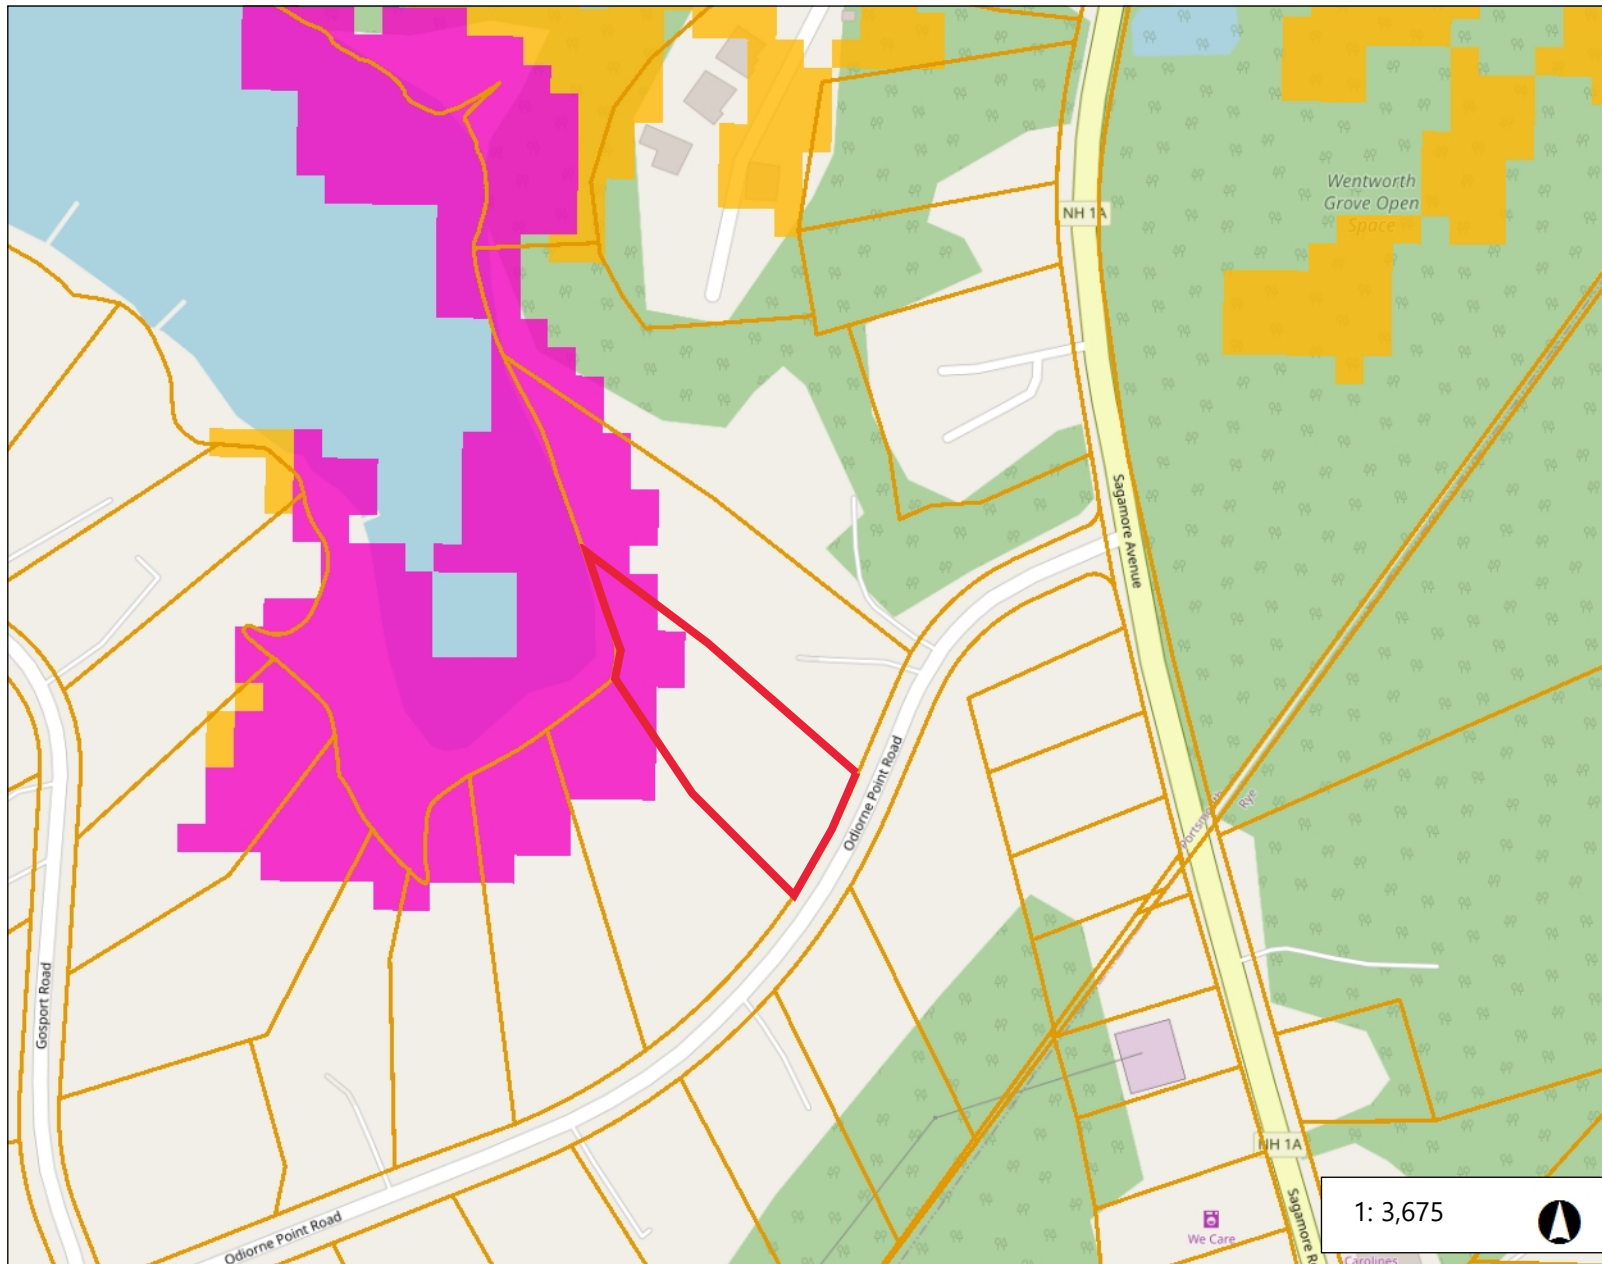 NH 1A
Wentworth
Grove Open
Space
Sagamore Avenue
Odiorne Point Road
Portsmouth
Rye
Gosport Road
Odiorne Point Road
NH 1A
Sagamore R
We Care
Carolines
1: 3,675